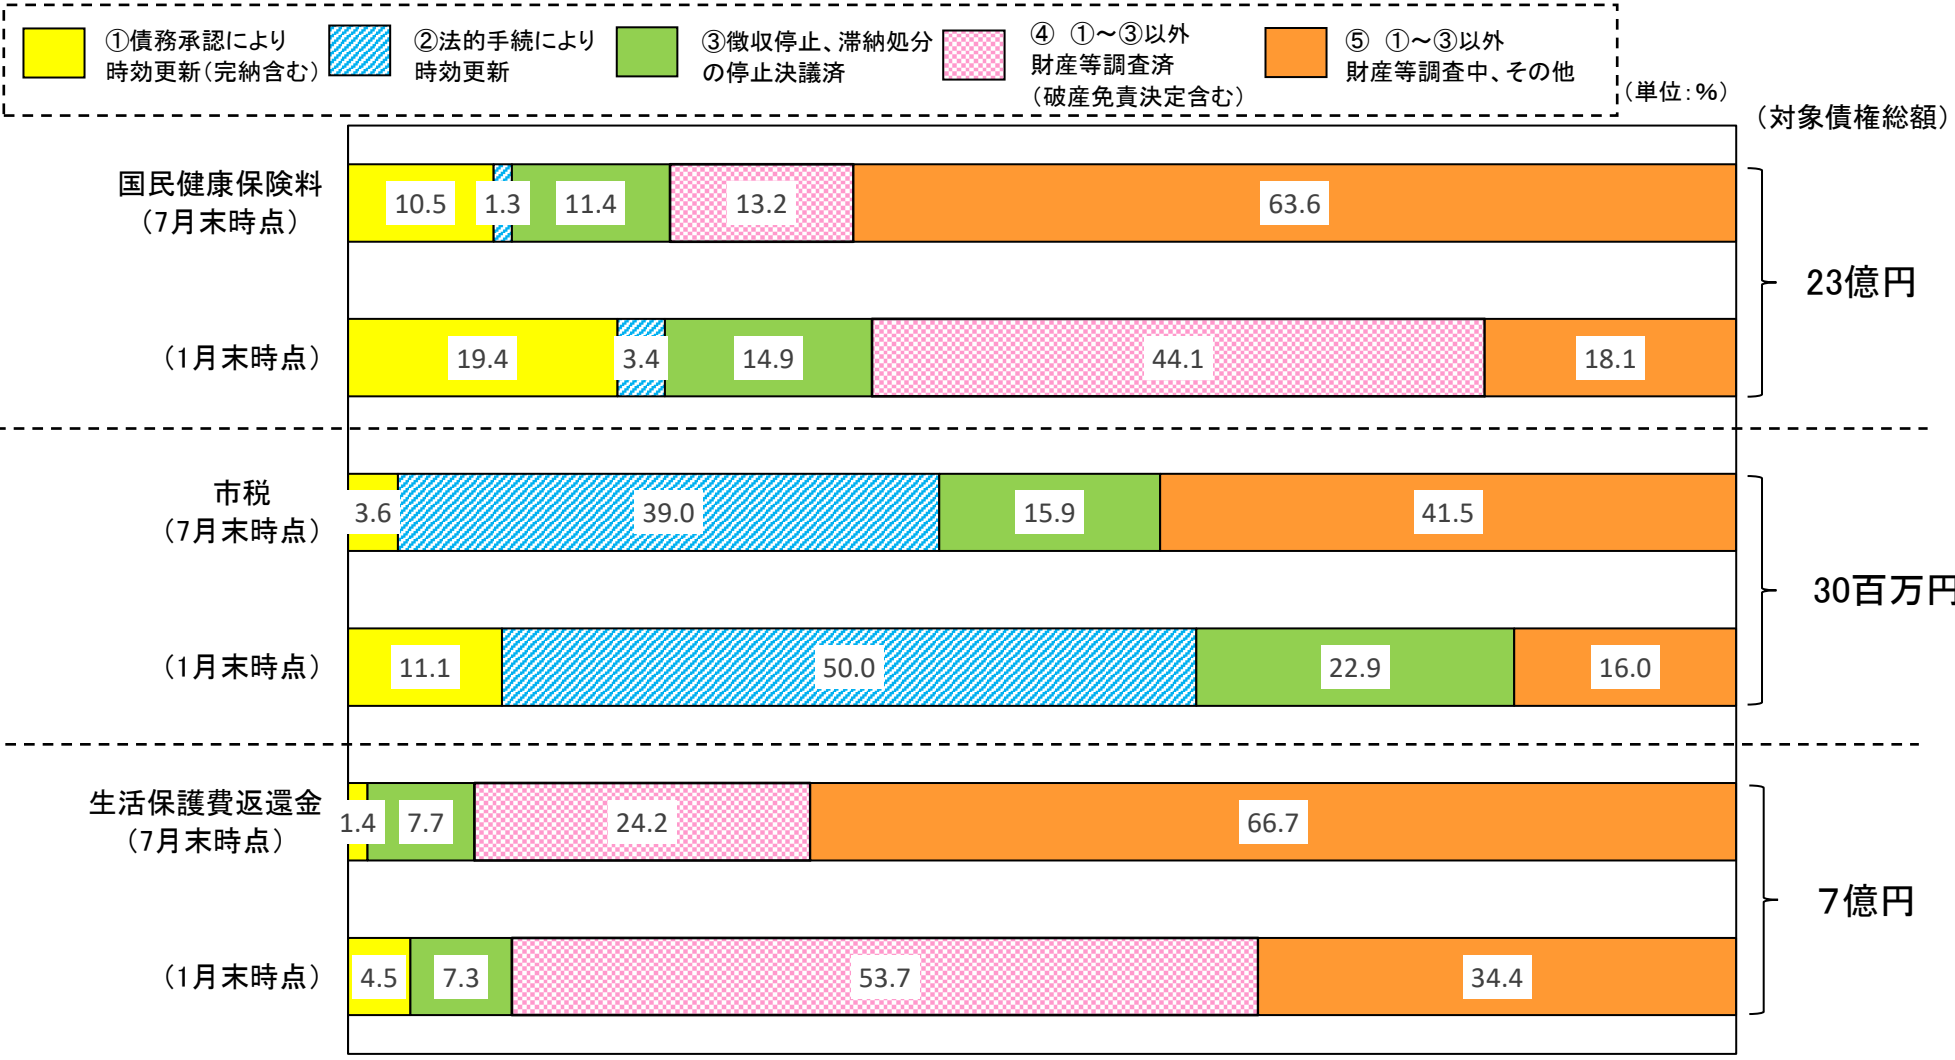 ①債務承認により
時効更新(完納含む)
②法的手続により
時効更新
③徴収停止、滞納処分
の停止決議済
④ ①～③以外
財産等調査済
(破産免責決定含む)
⑤ ①～③以外
財産等調査中、その他
(単位:%)
(対象債権総額)
国民健康保険料
(7月末時点)
10.5
1.3
11.4
13.2
63.6
23億円
(1月末時点)
19.4
3.4
14.9
44.1
18.1
市税
(7月末時点)
3.6
39.0
15.9
41.5
30百万円
(1月末時点)
11.1
50.0
22.9
16.0
生活保護費返還金
(7月末時点)
1.4
7.7
24.2
66.7
7億円
(1月末時点)
4.5
7.3
53.7
34.4